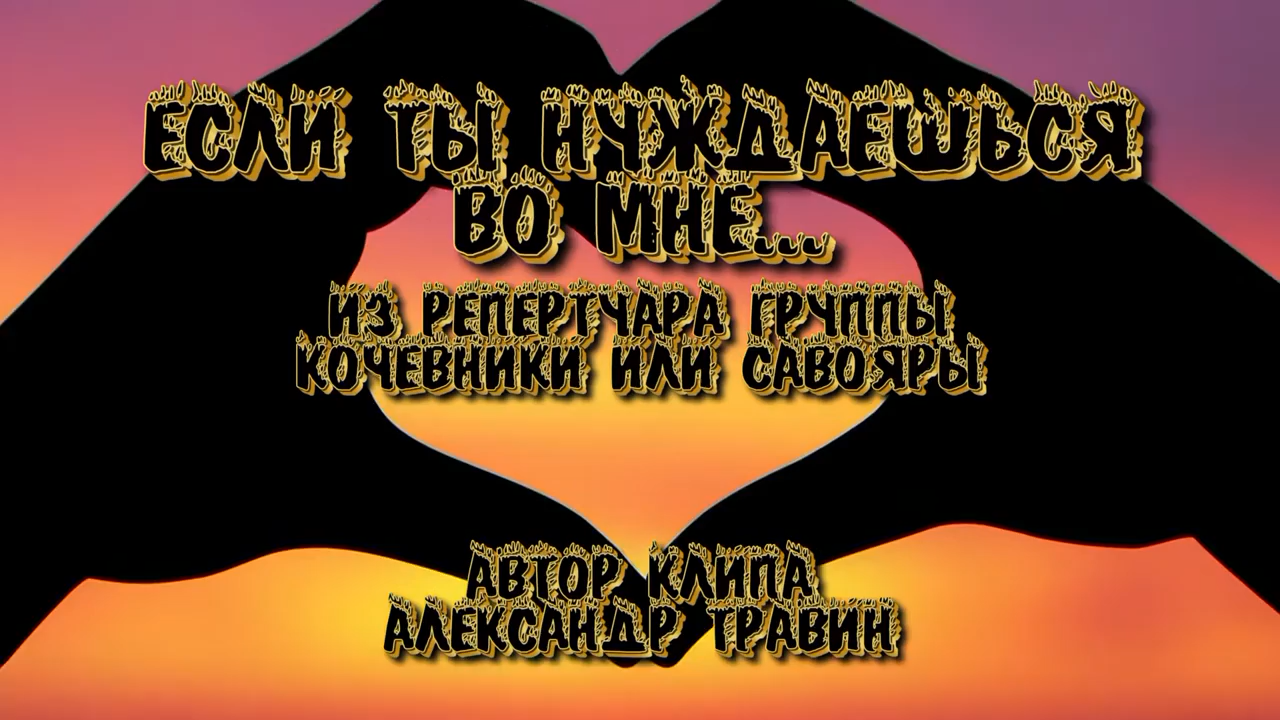 ЕСЛИ ТЫ НУЖДАЕШЬСЯ
ВО МНЕ...
ИЗ РЕПЕРТУАРА ГРУППЫ
КОЧЕВНИКИ ИЛИ САВОЯРЫ
АВТОР КЛИПА
АЛЕКСАНДР ТРАВИН